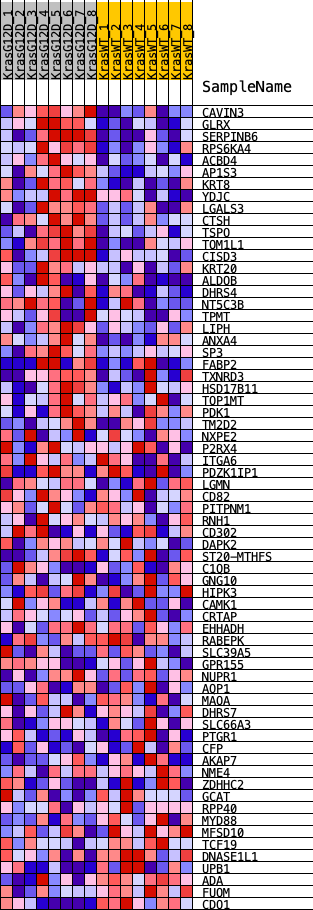 KrasG12D_1
KrasG12D_2
KrasG12D_3
KrasG12D_4
KrasG12D_5
KrasG12D_6
KrasG12D_7
KrasG12D_8
KrasWT_1
KrasWT_2
KrasWT_3
KrasWT_4
KrasWT_5
KrasWT_6
KrasWT_7
KrasWT_8
SampleName
CAVIN3
GLRX
SERPINB6
RPS6KA4
ACBD4
AP1S3
KRT8
YDJC
LGALS3
CTSH
TSPO
TOM1L1
CISD3
KRT20
ALDOB
DHRS4
NT5C3B
TPMT
LIPH
ANXA4
SP3
FABP2
TXNRD3
HSD17B11
TOP1MT
PDK1
TM2D2
NXPE2
P2RX4
ITGA6
PDZK1IP1
LGMN
CD82
PITPNM1
RNH1
CD302
DAPK2
ST20-MTHFS
C1QB
GNG10
HIPK3
CAMK1
CRTAP
EHHADH
RABEPK
SLC39A5
GPR155
NUPR1
AQP1
MAOA
DHRS7
SLC66A3
PTGR1
CFP
AKAP7
NME4
ZDHHC2
GCAT
RPP40
MYD88
MFSD10
TCF19
DNASE1L1
UPB1
ADA
FUOM
CDO1